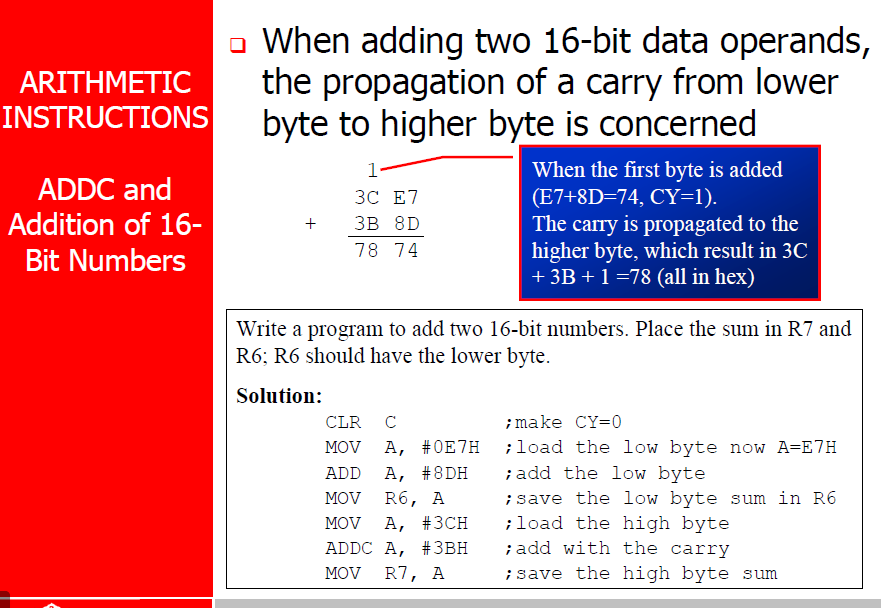 ARITHMETIC
INSTRUCTIONS
ADDC and
Addition of 16-
Bit Numbers
❑ When adding two 16-bit data operands,
the propagation of a carry from lower
byte to higher byte is concerned
1
3C E7
+ 3B 8D
78 74
When the first byte is added
(E7+8D=74, CY=1).
The carry is propagated to the
higher byte, which result in 3C
+ 3B + 1 =78 (all in hex)
Write a program to add two 16-bit numbers. Place the sum in R7 and
R6; R6 should have the lower byte.
Solution:
CLR C ;make CY=0
MOV A, #0E7H ;load the low byte now A=E7H
ADD A, #8DH ;add the low byte
MOV R6, A ;save the low byte sum in R6
MOV A, #3CH ;load the high byte
ADDC A, #3BH ;add with the carry
MOV R7, A ;save the high byte sum